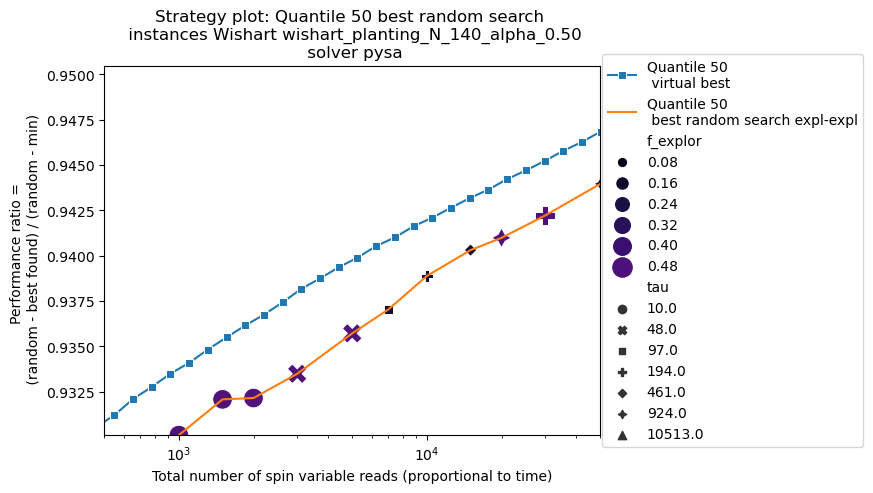 Strategy plot: Quantile 50 best random search
instances Wishart wishart_planting_N_140_alpha_0.50
solver pysa
Performance ratio =
(random - best found) / (random - min)
0.9500
0.9475
0.9450
0.9425
0.9400
0.9375
0.9350
0.9325
10^3
10^4
Total number of spin variable reads (proportional to time)
Quantile 50
virtual best
Quantile 50
best random search expl-expl
f_explor
0.08
0.16
0.24
0.32
0.40
0.48
tau
10.0
48.0
97.0
194.0
461.0
924.0
10513.0